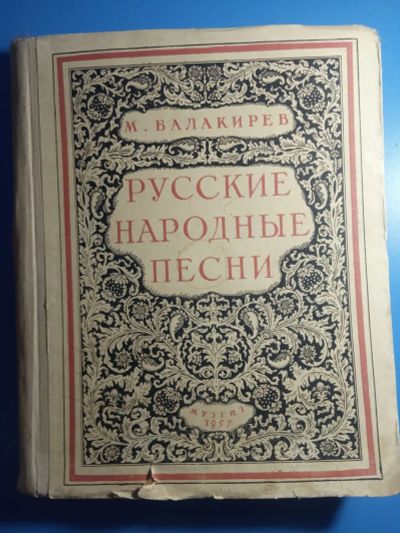 М. БАЛАКИРЕВ
РУССКИЕ
НАРОДНЫЕ
ПЕСНИ
МУЗГИЗ
1957